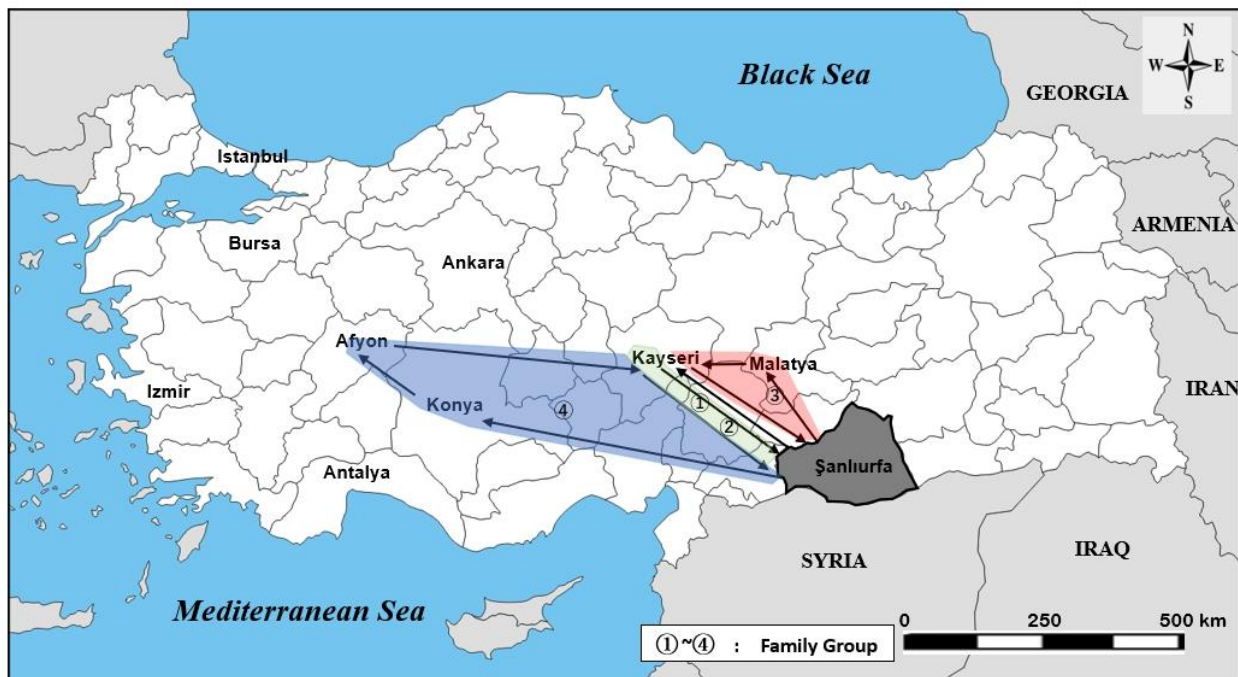 Black Sea
N
W E
S
GEORGIA
ARMENIA
IRAN
Istanbul
Bursa
Ankara
Afyon
Kayseri
Malatya
Izmir
Konya
①
②
③
④
Antalya
Şanlıurfa
SYRIA
IRAQ
Mediterranean Sea
0 250 500 km
①~④ : Family Group